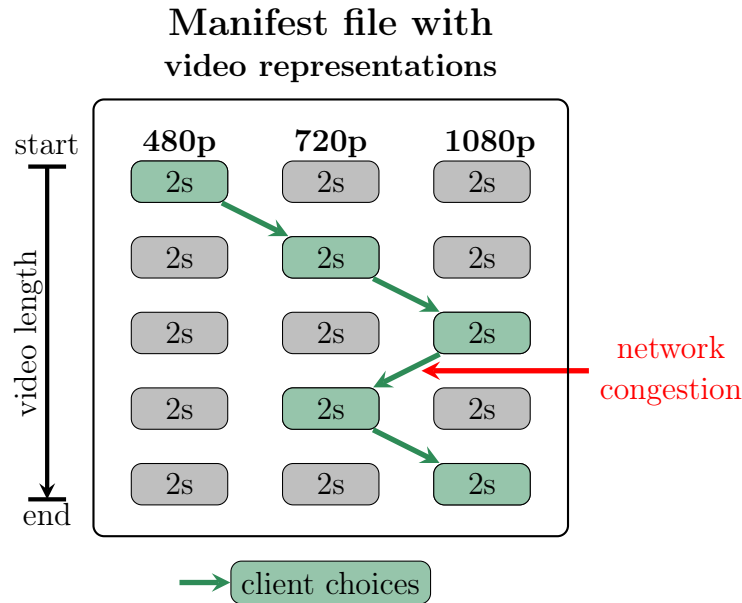 Manifest file with
video representations
start
480p 720p 1080p
2s 2s 2s
2s 2s 2s
video length
2s 2s 2s
network
congestion
2s 2s 2s
2s 2s 2s
end
client choices